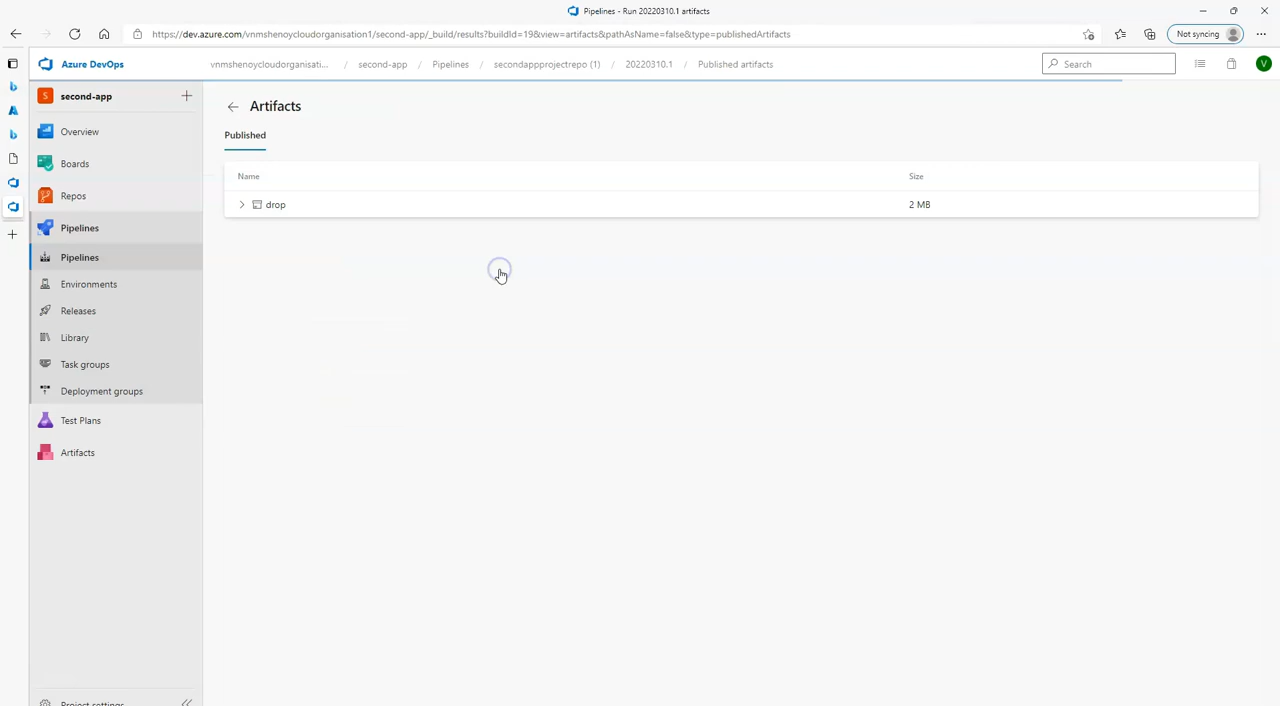 Pipelines - Run 20220310.1 artifacts
https://dev.azure.com/vnmshenoycloudorganisation1/second-app/_build/results?buildId=19&view=artifacts&pathAsName=false&type=publishedArtifacts
Not syncing
Azure DevOps
vnmshenoycloudorganisati... / second-app / Pipelines / secondappprojectrepo (1) / 20220310.1 / Published artifacts
Search
V
S second-app
Artifacts
Published
Overview
Boards
Name Size
Repos
drop 2 MB
Pipelines
Pipelines
Environments
Releases
Library
Task groups
Deployment groups
Test Plans
Artifacts
Project settings